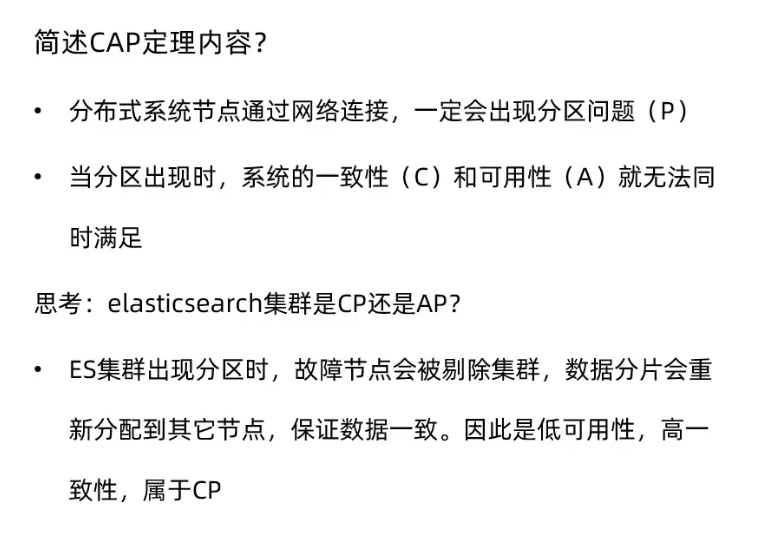 简述CAP定理内容？
• 分布式系统节点通过网络连接，一定会出现分区问题（P）
• 当分区出现时，系统的一致性（C）和可用性（A）就无法同
时满足
思考：elasticsearch集群是CP还是AP？
• ES集群出现分区时，故障节点会被剔除集群，数据分片会重
新分配到其它节点，保证数据一致。因此是低可用性，高一
致性，属于CP